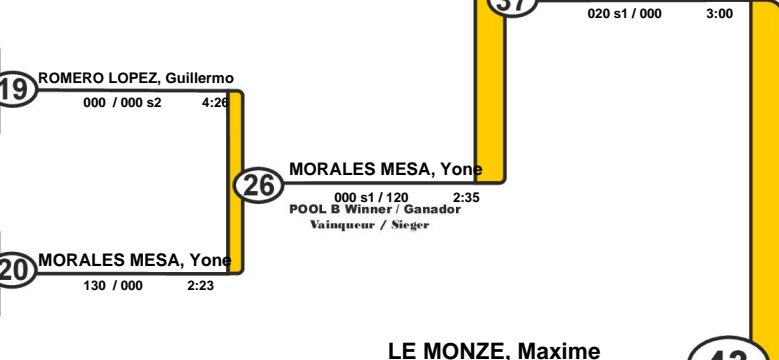 37
020 s1 / 000 3:00
19 ROMERO LOPEZ, Guillermo
000 / 000 s2 4:26
26 MORALES MESA, Yone
000 s1 / 120 2:35
POOL B Winner / Ganador
Vainqueur / Sieger
20 MORALES MESA, Yone
130 / 000 2:23
LE MONZE, Maxime